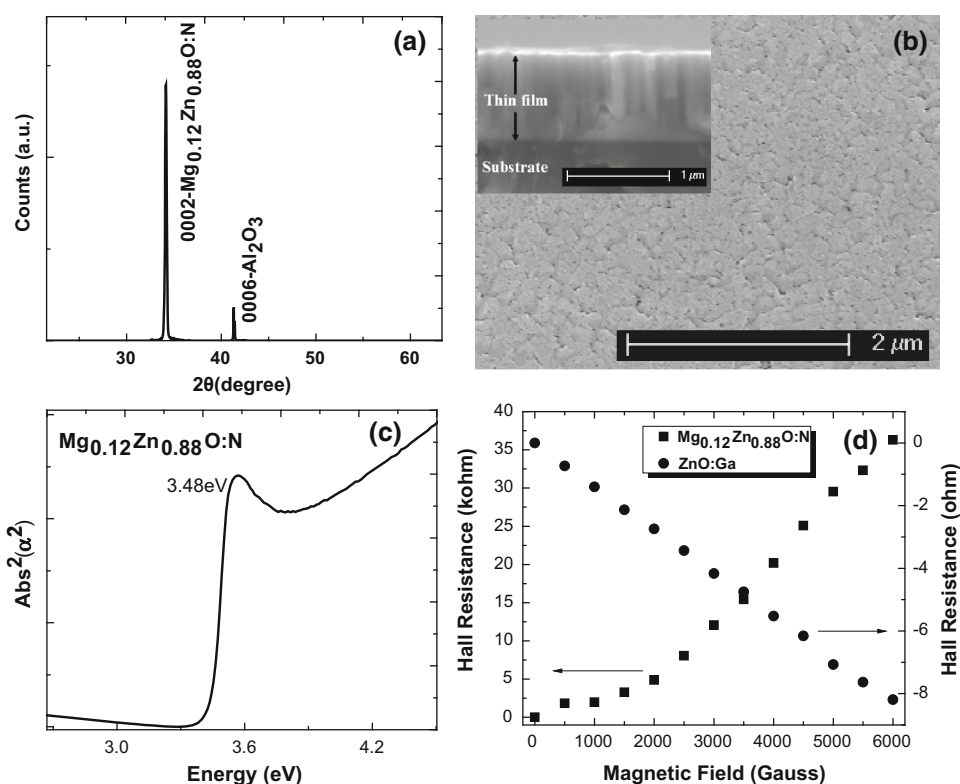 (a)
0002-Mg0.12Zn0.88O:N
0006-Al2O3
Counts (a.u.)
30 40 50 60
2θ(degree)
(b)
Thin film
Substrate
1 μm
2 μm
(c)
Mg0.12Zn0.88O:N
3.48eV
Abs2(α2)
3.0 3.6 4.2
Energy (eV)
(d)
Mg0.12Zn0.88O:N
ZnO:Ga
Hall Resistance (kohm)
40
35
30
25
20
15
10
5
0
Hall Resistance (ohm)
0
-2
-4
-6
-8
0 1000 2000 3000 4000 5000 6000
Magnetic Field (Gauss)